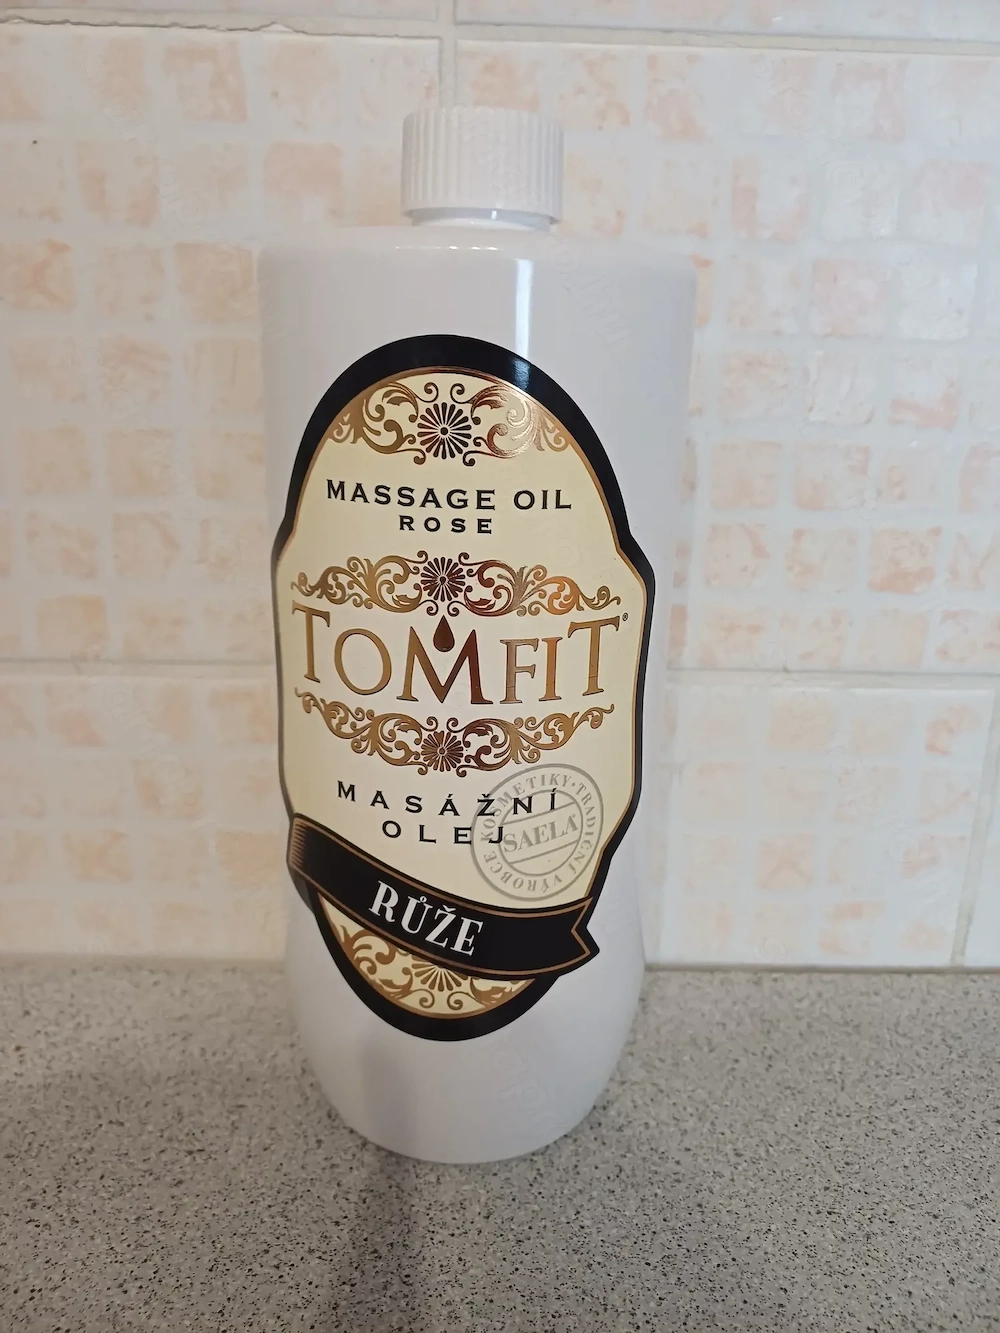 MASSAGE OIL
ROSE
TOMFIT®
MASÁŽNÍ
OLEJ
TRADIČNÍ VÝROBCE KOSMETIKY
SAELA
RŮŽE